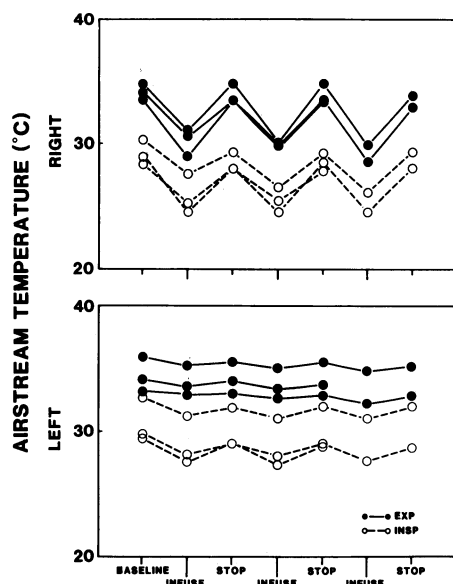 AIRSTREAM TEMPERATURE (°C)
RIGHT
40
30
20
LEFT
40
30
20
EXP
INSP
BASELINE
INFUSE
STOP
INFUSE
STOP
INFUSE
STOP